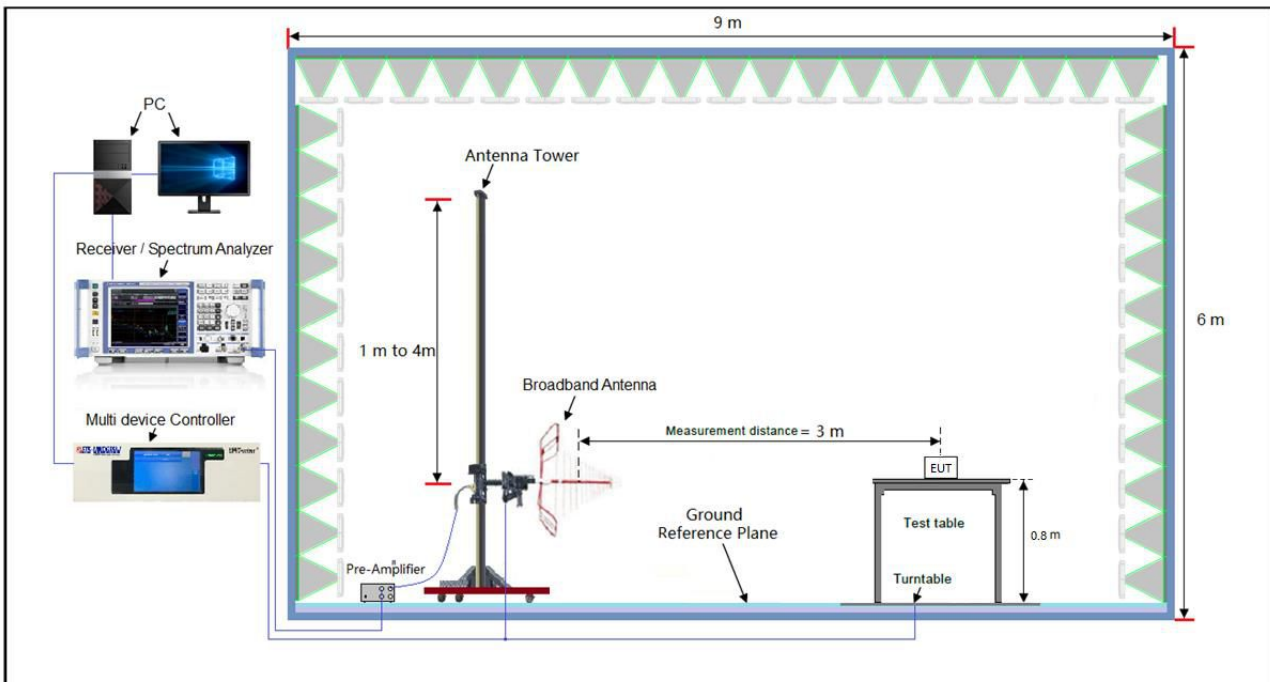 9 m
PC
Antenna Tower
Receiver / Spectrum Analyzer
6 m
1 m to 4m
Broadband Antenna
Multi device Controller
Measurement distance = 3 m
EUT
Ground
Reference Plane
Test table
0.8 m
Pre-Amplifier
Turntable